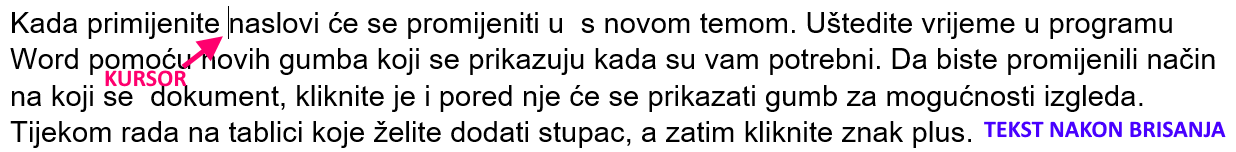 Kada primijenite naslovi će se promijeniti u  s novom temom. Uštedite vrijeme u programu
Word pomoću novih gumba koji se prikazuju kada su vam potrebni. Da biste promijenili način
KURSOR
na koji se  dokument, kliknite je i pored nje će se prikazati gumb za mogućnosti izgleda.
Tijekom rada na tablici koje želite dodati stupac, a zatim kliknite znak plus. TEKST NAKON BRISANJA